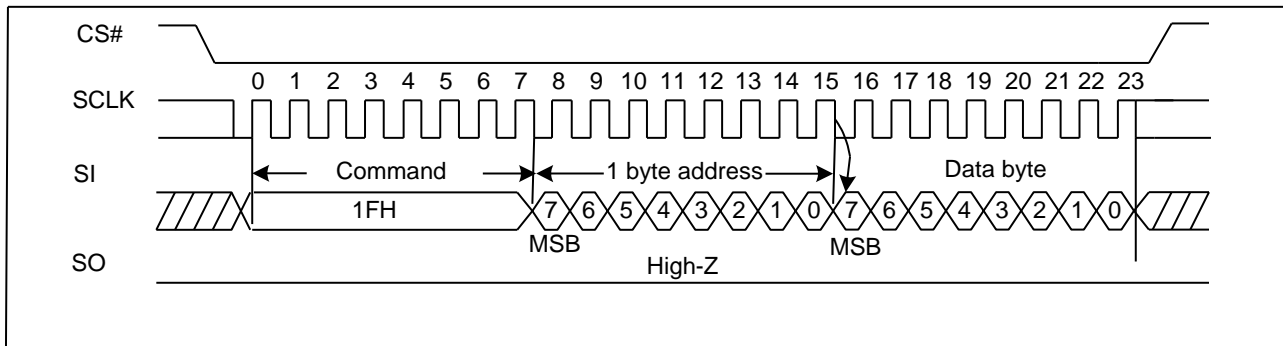 CS#
0 1 2 3 4 5 6 7 8 9 10 11 12 13 14 15 16 17 18 19 20 21 22 23
SCLK
SI Command 1 byte address Data byte
1FH 7 6 5 4 3 2 1 0 7 6 5 4 3 2 1 0
MSB MSB
SO High-Z